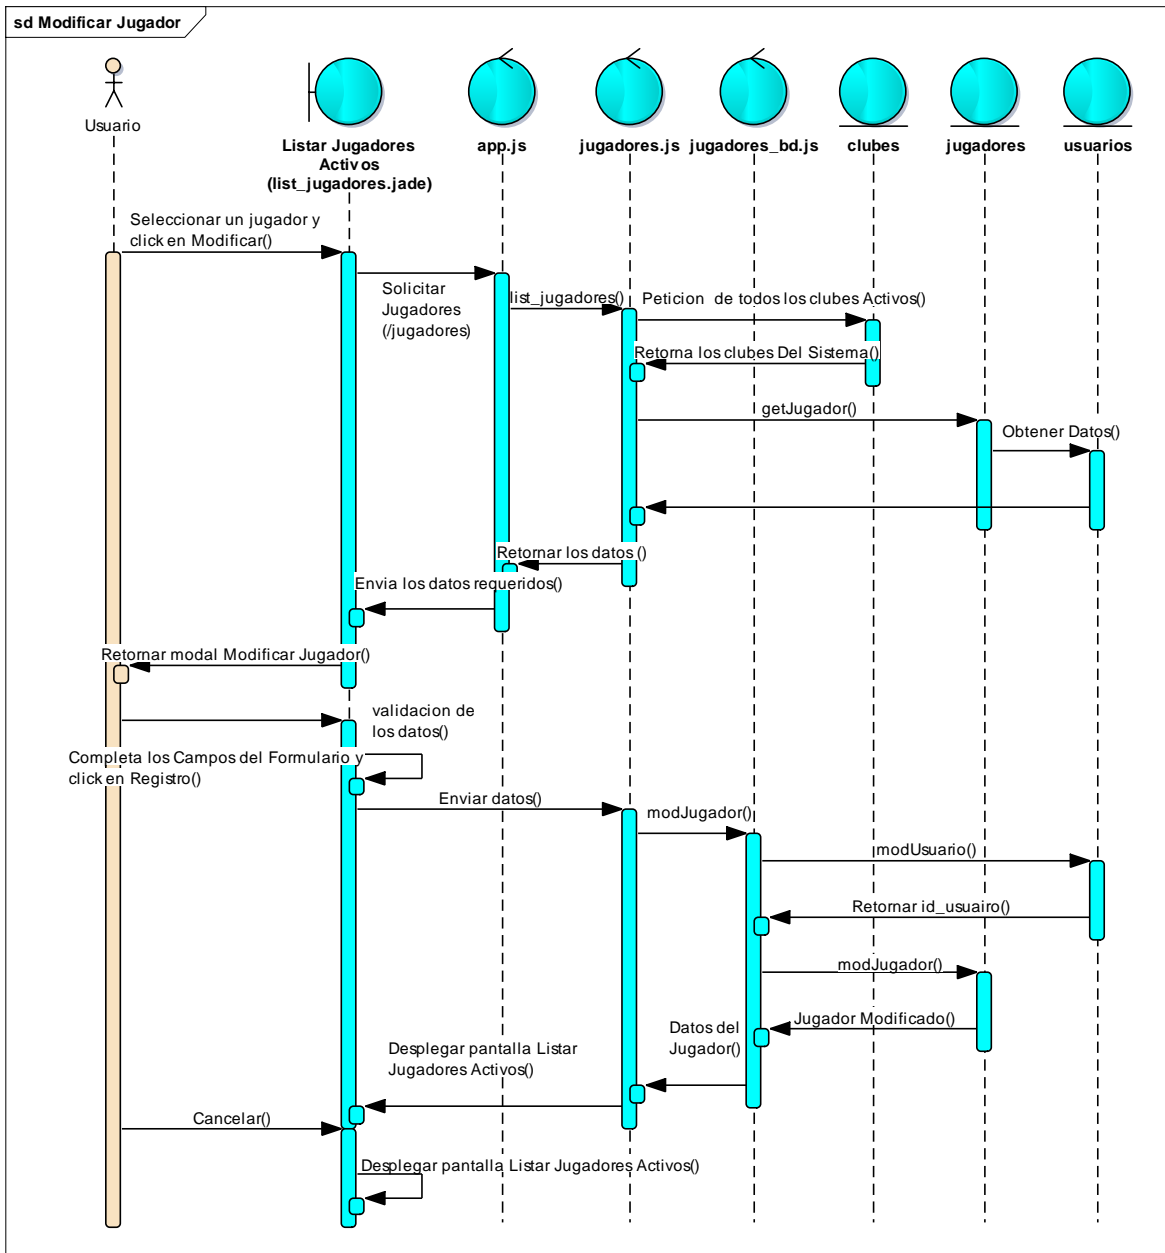 sd Modificar Jugador
Usuario
Listar Jugadores
Activos
(list_jugadores.jade)
app.js
jugadores.js
jugadores_bd.js
clubes
jugadores
usuarios
Seleccionar un jugador y
click en Modificar()
Solicitar
Jugadores
(/jugadores)
list_jugadores()
Peticion de todos los clubes Activos()
Retorna los clubes Del Sistema()
getJugador()
Obtener Datos()
Retornar los datos ()
Envia los datos requeridos()
Retornar modal Modificar Jugador()
validacion de
los datos()
Completa los Campos del Formulario y
click en Registro()
Enviar datos()
modJugador()
modUsuario()
Retornar id_usuairo()
modJugador()
Jugador Modificado()
Datos del
Jugador()
Desplegar pantalla Listar
Jugadores Activos()
Cancelar()
Desplegar pantalla Listar Jugadores Activos()